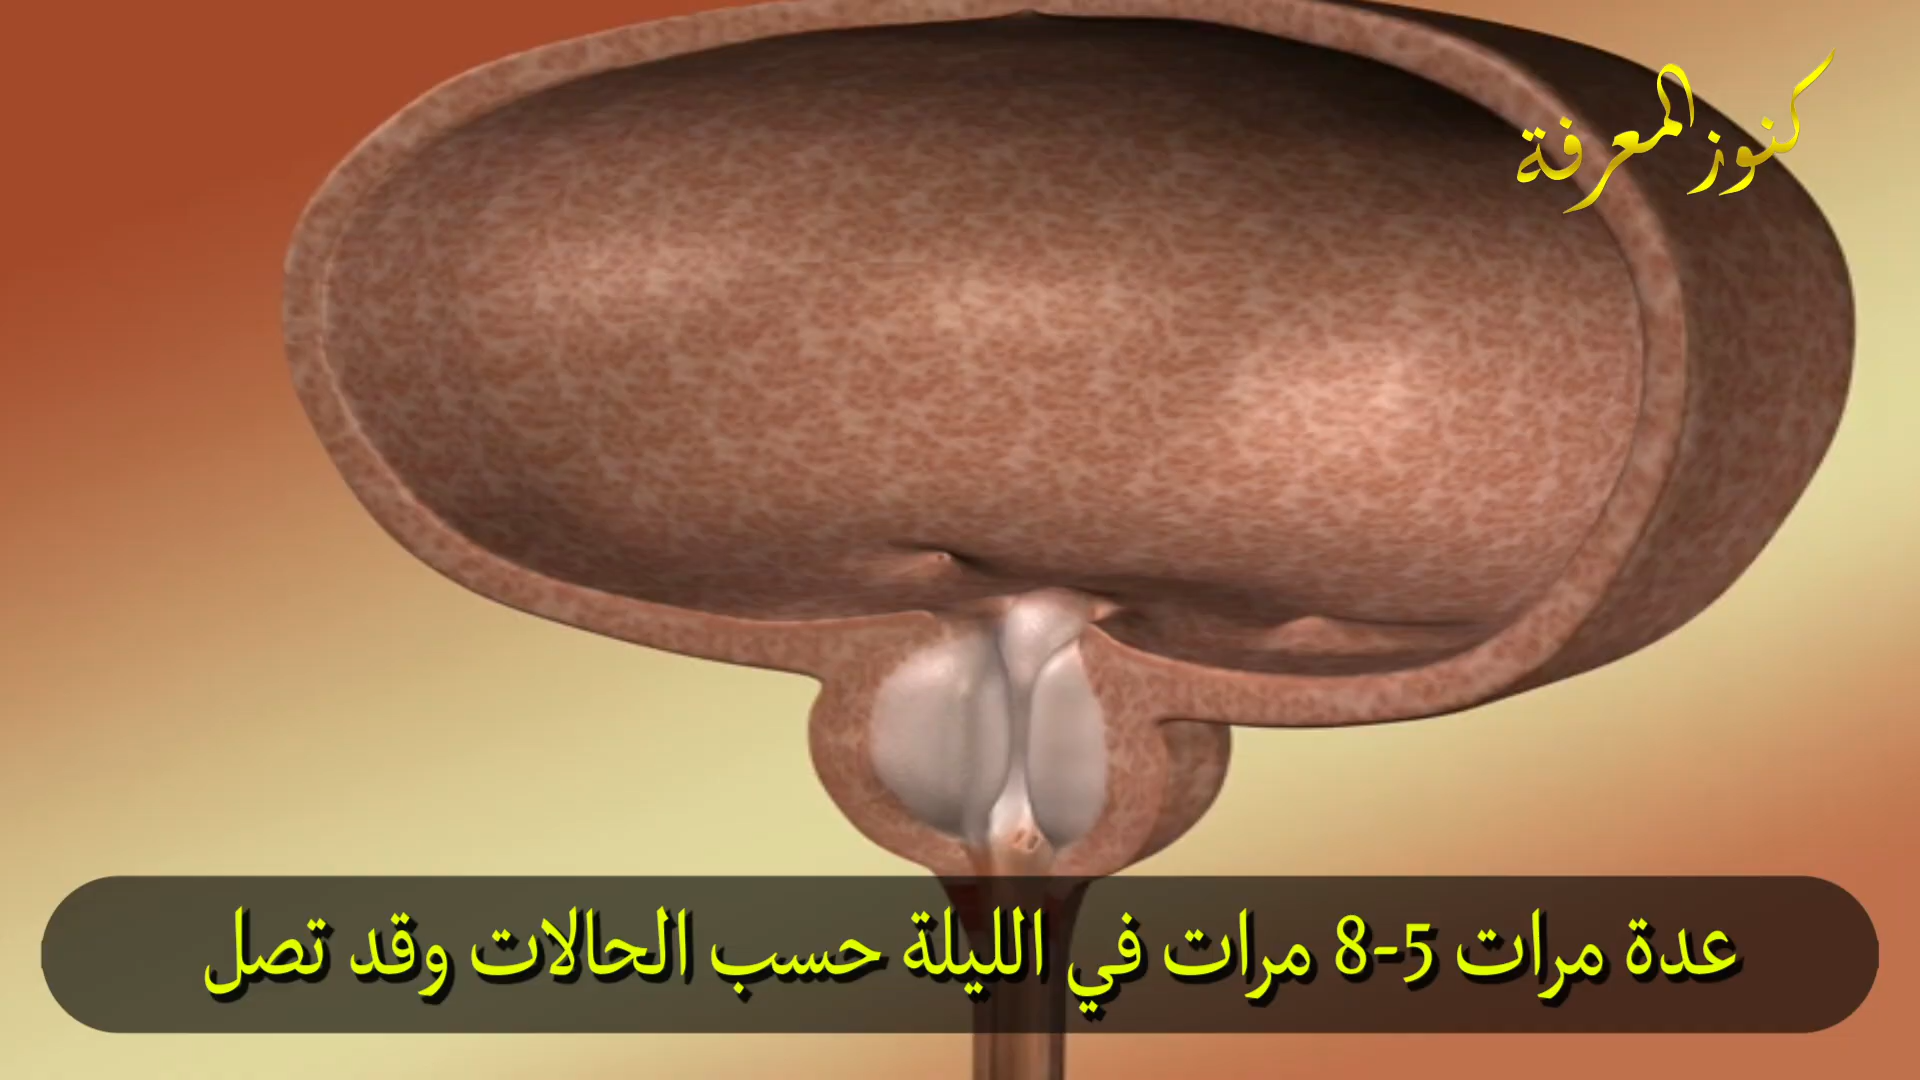 كنوز المعرفة
عدة مرات 5-8 مرات في الليلة حسب الحالات وقد تصل